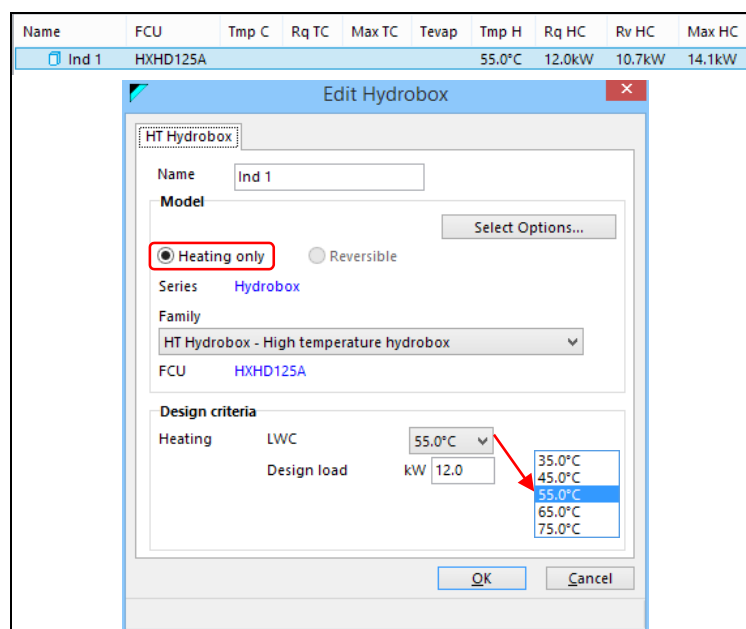 Name FCU Tmp C Rq TC Max TC Tevap Tmp H Rq HC Rv HC Max HC
Ind 1 HXHD125A 55.0°C 12.0kW 10.7kW 14.1kW
Edit Hydrobox
HT Hydrobox
Name Ind 1
Model
Select Options...
Heating only Reversible
Series Hydrobox
Family
HT Hydrobox - High temperature hydrobox
FCU HXHD125A
Design criteria
Heating LWC 55.0°C
Design load kW 12.0
35.0°C
45.0°C
55.0°C
65.0°C
75.0°C
OK Cancel